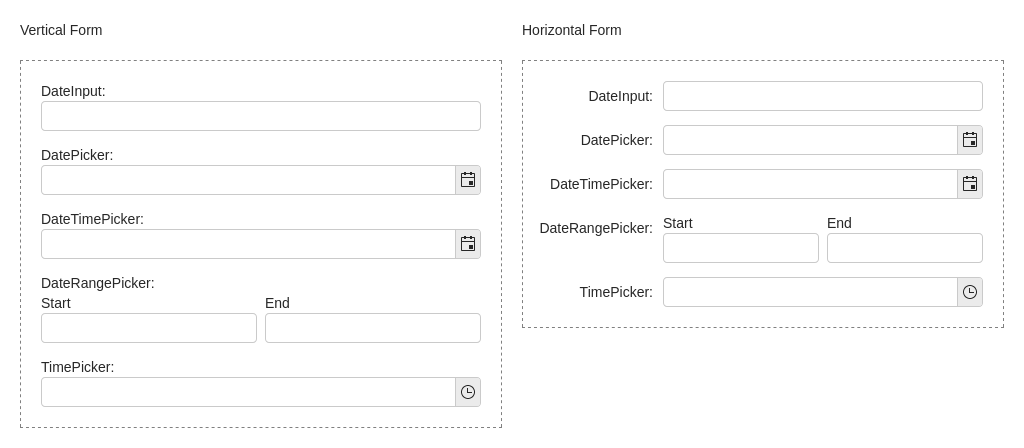 Vertical Form
DateInput:
DatePicker:
DateTimePicker:
DateRangePicker:
Start End
TimePicker:
Horizontal Form
DateInput:
DatePicker:
DateTimePicker:
DateRangePicker: Start End
TimePicker: